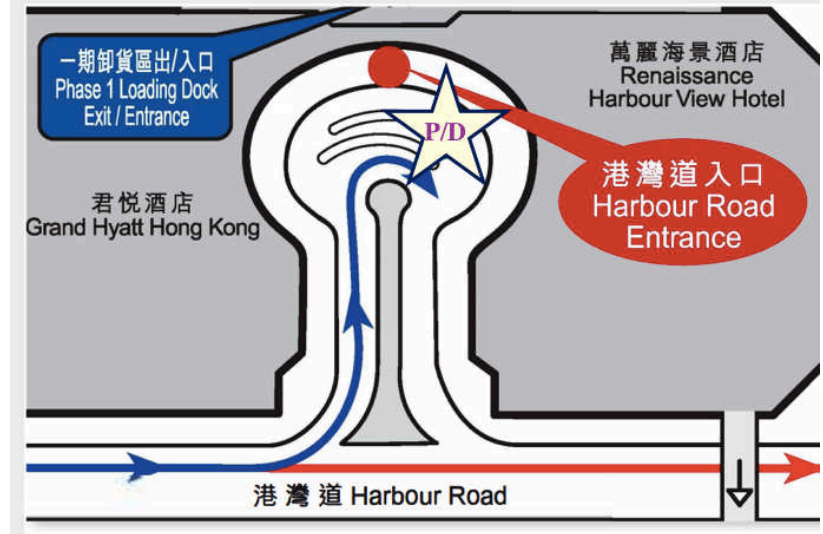 一期卸貨區出/入口
Phase 1 Loading Dock
Exit / Entrance
萬麗海景酒店
Renaissance
Harbour View Hotel
P/D
港灣道入口
Harbour Road
Entrance
君悅酒店
Grand Hyatt Hong Kong
港灣道 Harbour Road